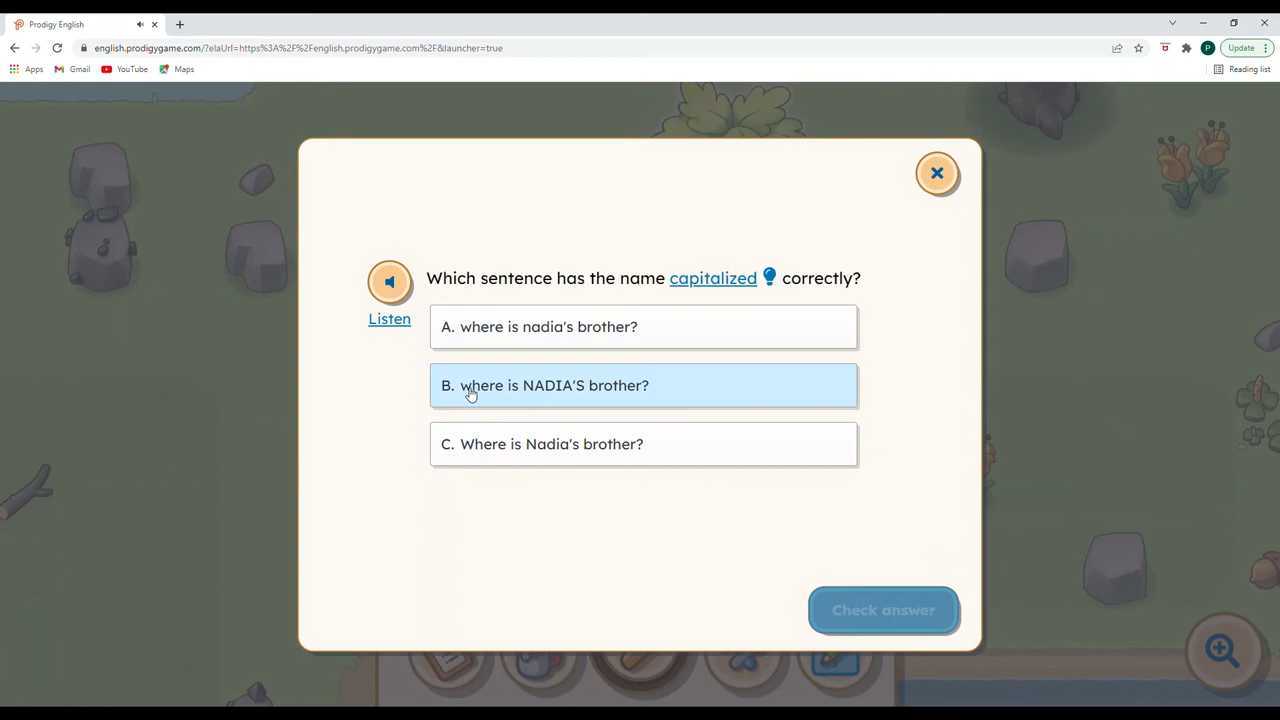 Prodigy English
english.prodigygame.com/?elaUrl=https%3A%2F%2Fenglish.prodigygame.com%2F&launcher=true
P
Update
Apps
Gmail
YouTube
Maps
Reading list
Which sentence has the name capitalized correctly?
Listen
A. where is nadia's brother?
B. where is NADIA'S brother?
C. Where is Nadia's brother?
Check answer